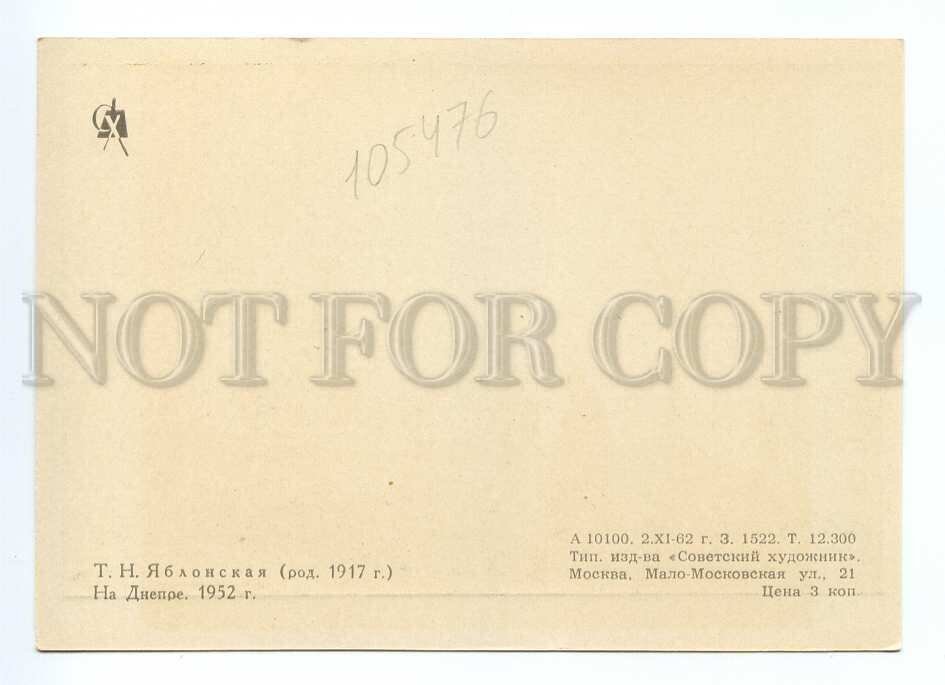 СХ
105476
NOT FOR COPY
Т. Н. Яблонская (род. 1917 г.)
На Днепре. 1952 г.
А 10100. 2.XI-62 г. З. 1522. Т. 12.300
Тип. изд-ва «Советский художник».
Москва, Мало-Московская ул., 21
Цена 3 коп.